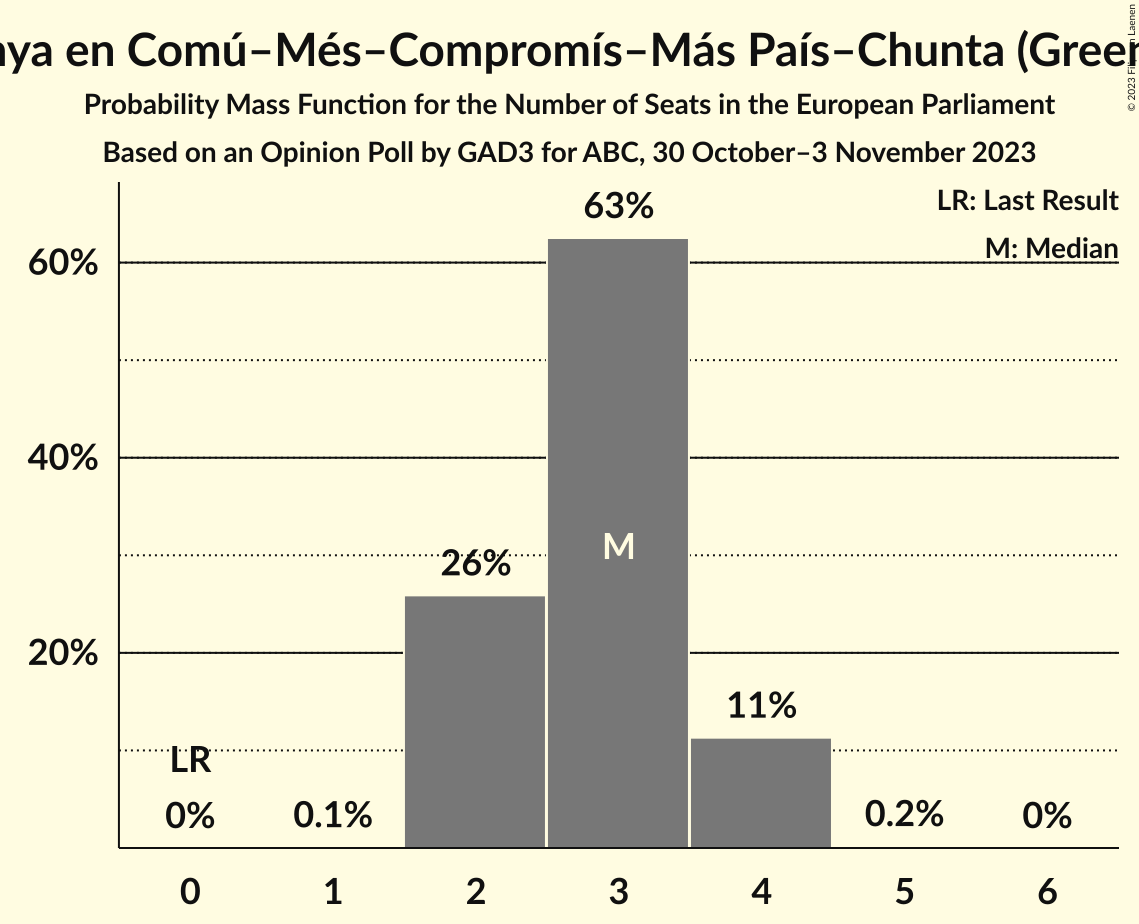 en Comú–Més–Compromís–Más País–Chunta
Probability Mass Function for the Number of Seats in the European Parliament
Based on an Opinion Poll by GAD3 for ABC, 30 October–3 November 2023
© 2023 Laenen
LR: Last Result
M: Median
63%
60%
40%
M
26%
20%
11%
LR
0%
0.1%
0.2%
0%
0 1 2 3 4 5 6